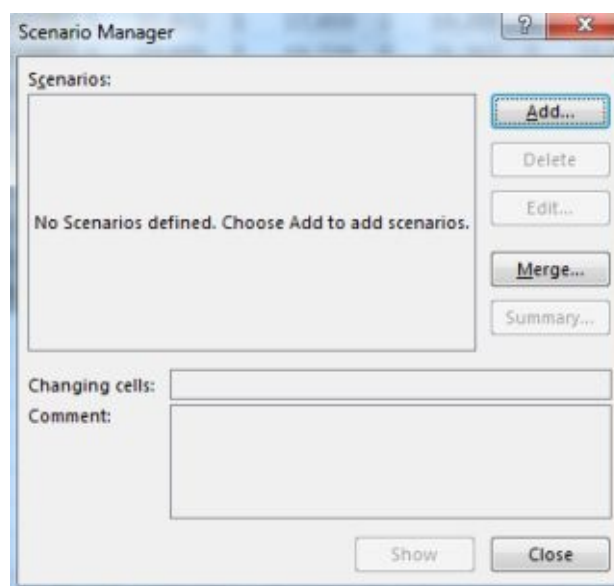 Scenario Manager
?
Scenarios:
Add...
Delete
No Scenarios defined. Choose Add to add scenarios.
Edit...
Merge...
Summary...
Changing cells:
Comment:
Show
Close